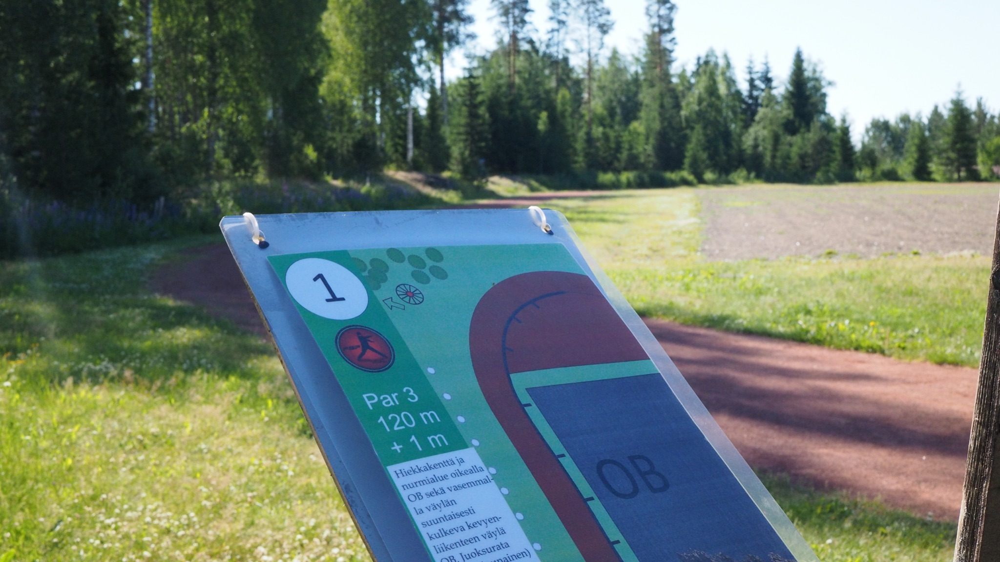 1
Par 3
120 m
+ 1 m
Hiekkakenttä ja
nurmialue oikealla
OB sekä vasemmal-
la väylän
suuntaisesti
kulkeva kevyen-
liikenteen väylä
OB. Juoksurata
OB